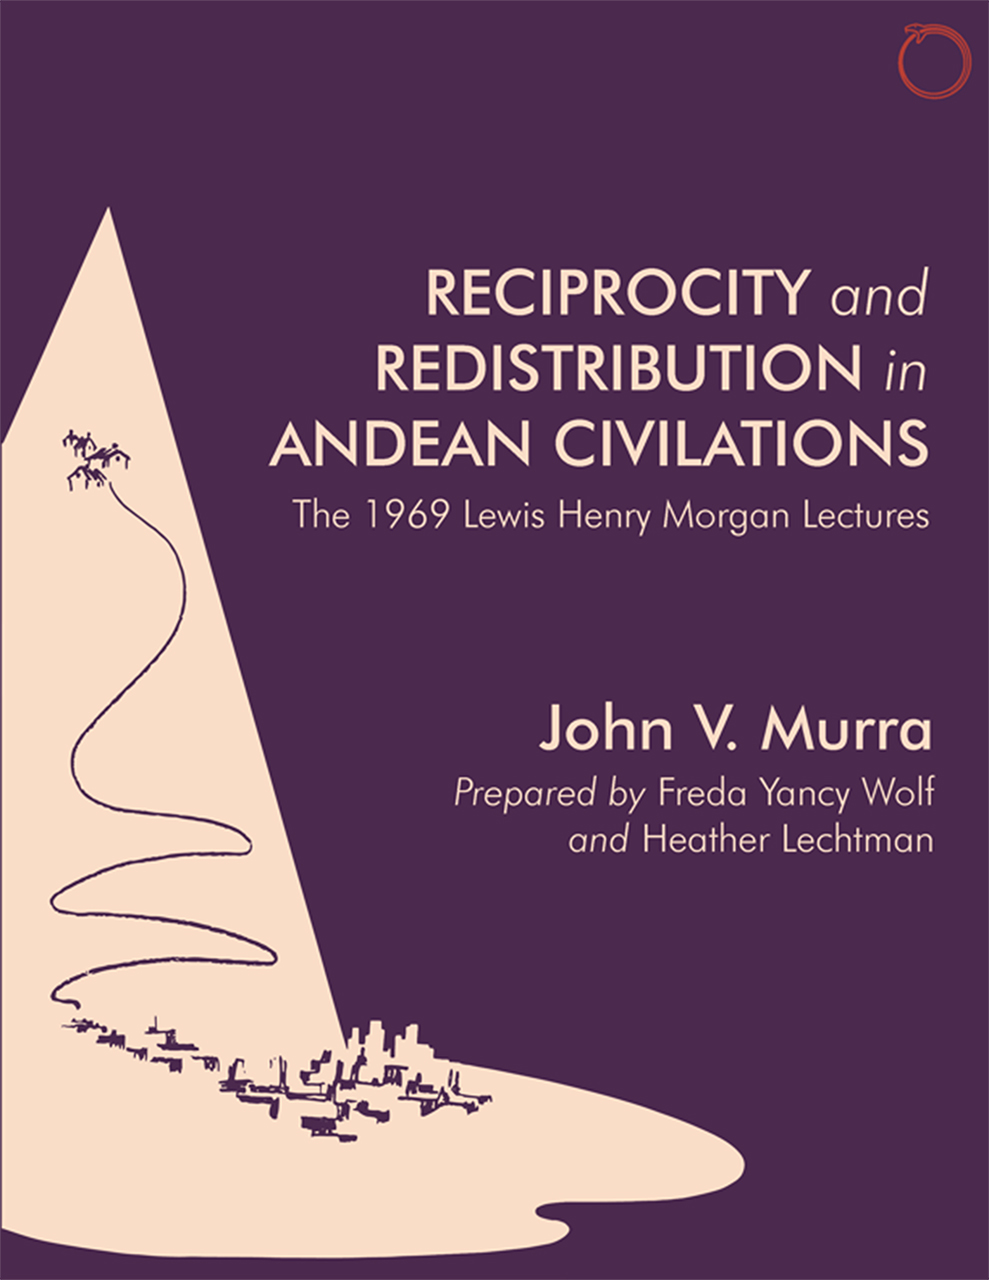 RECIPROCITY and
REDISTRIBUTION in
ANDEAN CIVILATIONS
The 1969 Lewis Henry Morgan Lectures
John V. Murra
Prepared by Freda Yancy Wolf
and Heather Lechtman